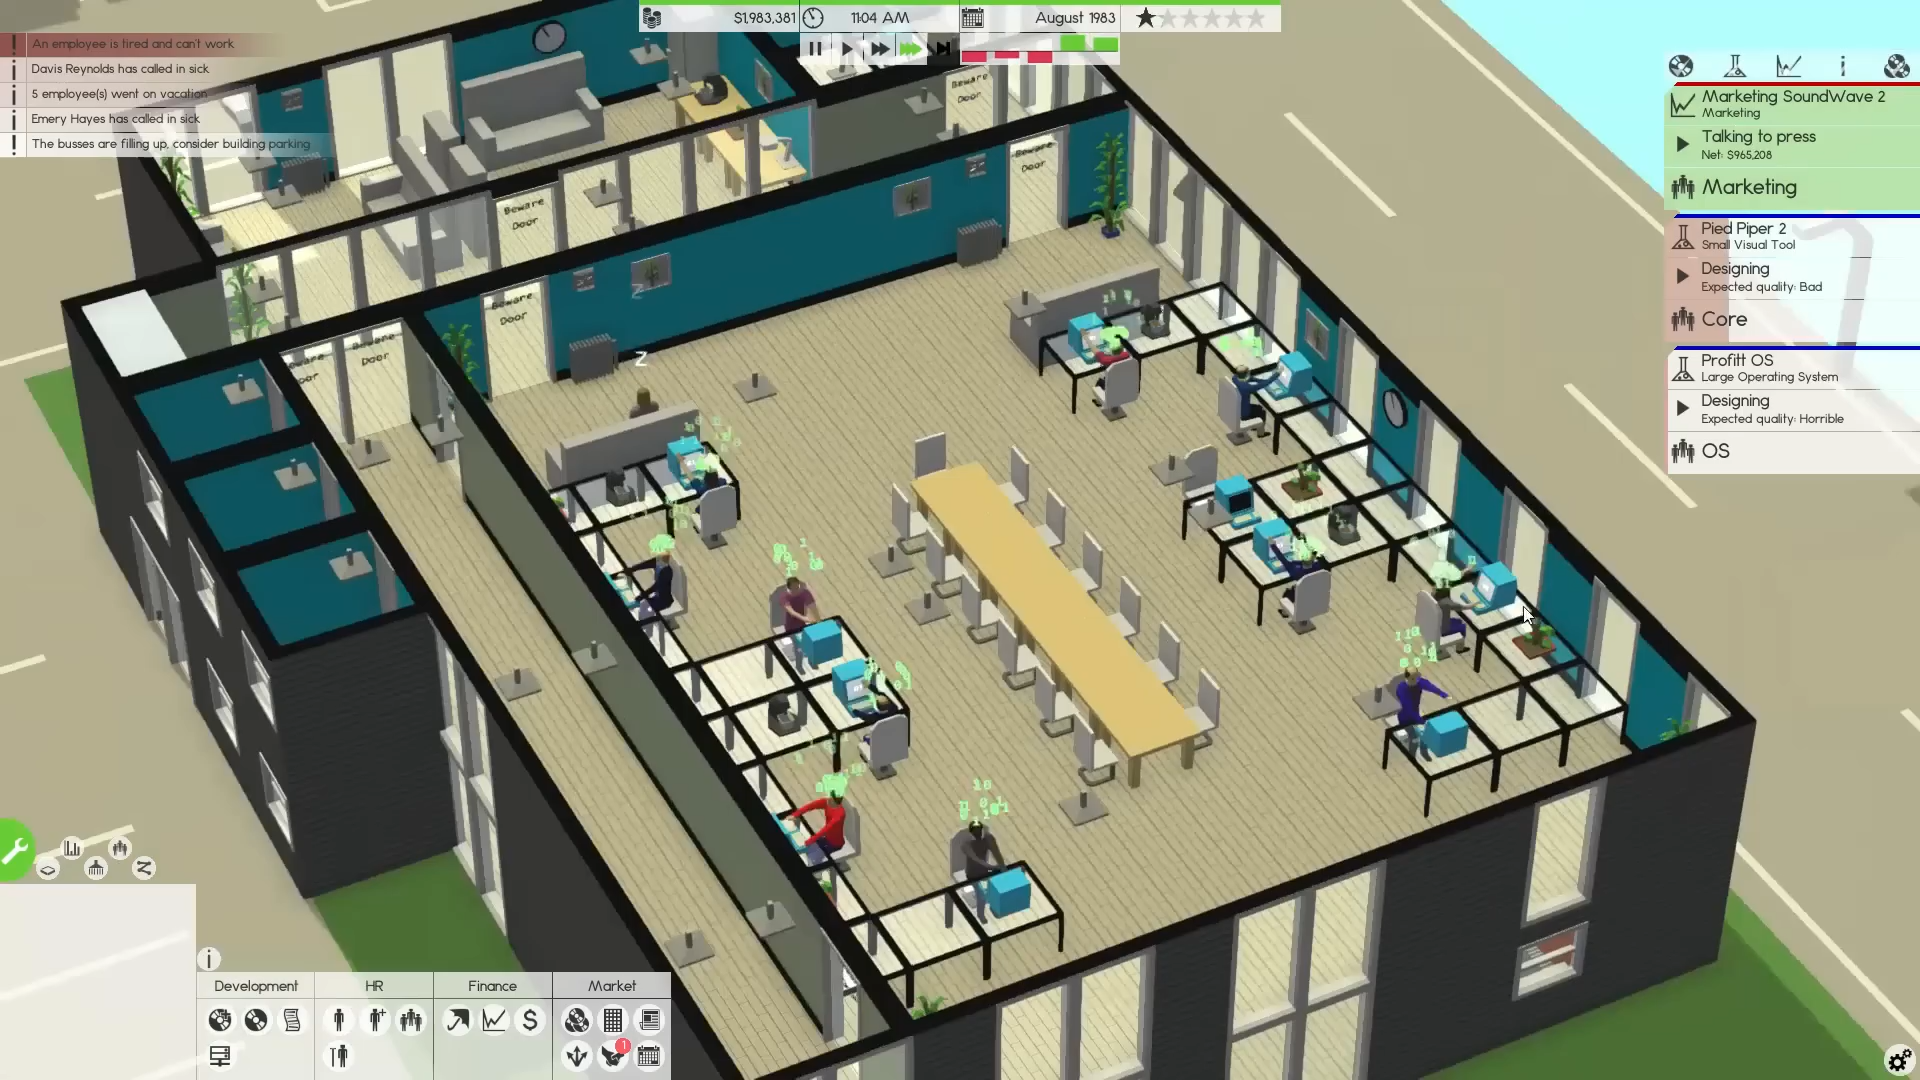 $1,983,381
11:04 AM
August 1983
An employee is tired and can't work
Davis Reynolds has called in sick
5 employee(s) went on vacation
Emery Hayes has called in sick
The busses are filling up, consider building parking
Marketing SoundWave 2
Marketing
Talking to press
Net: $965,208
Marketing
Pied Piper 2
Small Visual Tool
Designing
Expected quality: Bad
Core
Profitt OS
Large Operating System
Designing
Expected quality: Horrible
OS
Beware
Door
Beware
Door
Beware
Door
Beware
Door
Beware
Door
Door
Z
Z
Development
HR
Finance
Market
1